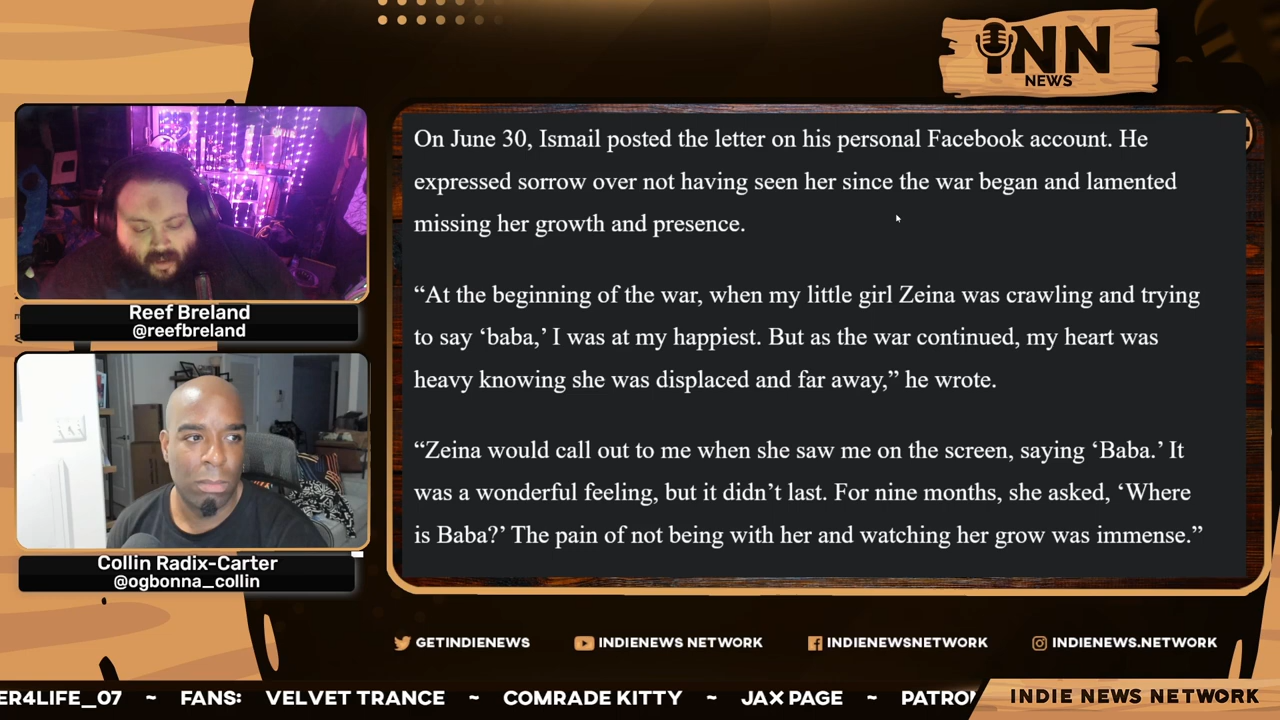 iNN
NEWS
On June 30, Ismail posted the letter on his personal Facebook account. He
expressed sorrow over not having seen her since the war began and lamented
missing her growth and presence.
“At the beginning of the war, when my little girl Zeina was crawling and trying
to say ‘baba,’ I was at my happiest. But as the war continued, my heart was
heavy knowing she was displaced and far away,” he wrote.
“Zeina would call out to me when she saw me on the screen, saying ‘Baba.’ It
was a wonderful feeling, but it didn’t last. For nine months, she asked, ‘Where
is Baba?’ The pain of not being with her and watching her grow was immense.”
Reef Breland
@reefbreland
Collin Radix-Carter
@ogbonna_collin
GETINDIENEWS INDIENEWS NETWORK INDIENEWSNETWORK INDIENEWS.NETWORK
ER4LIFE_07 ~ FANS: VELVET TRANCE ~ COMRADE KITTY ~ JAX PAGE ~ PATRON INDIE NEWS NETWORK